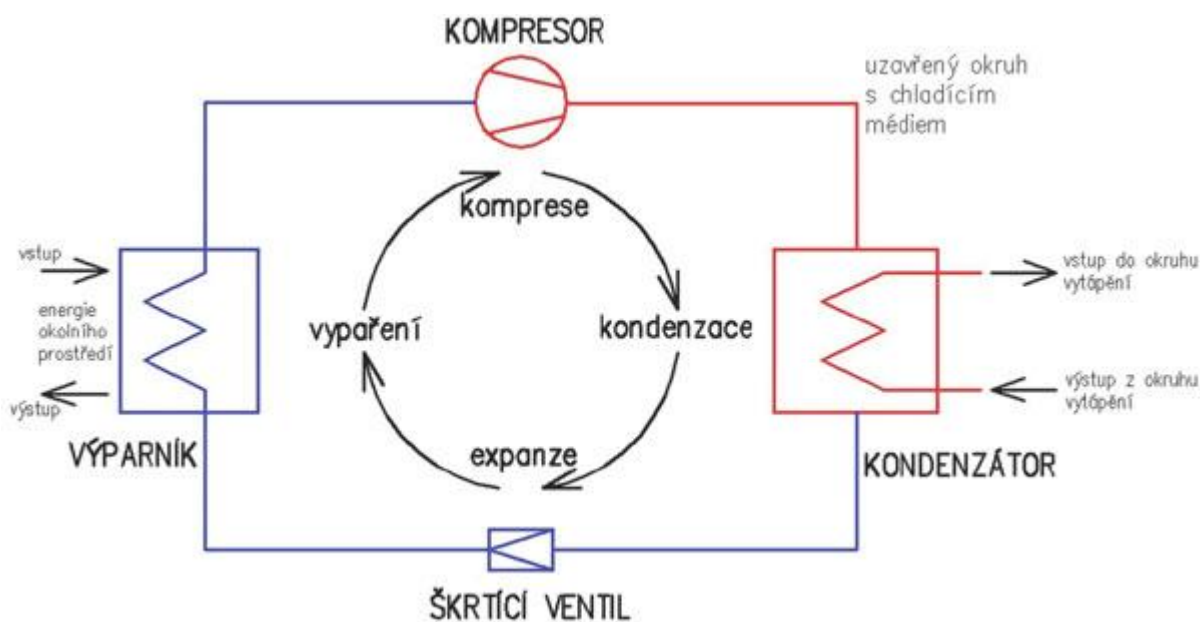 KOMPRESOR
uzavřený okruh
s chladícím
médiem
komprese
vstup
energie
okolního
prostředí
výstup
vypaření
kondenzace
vstup do okruhu
vytápění
výstup z okruhu
vytápění
VÝPARNÍK
expanze
KONDENZÁTOR
ŠKRTÍCÍ VENTIL